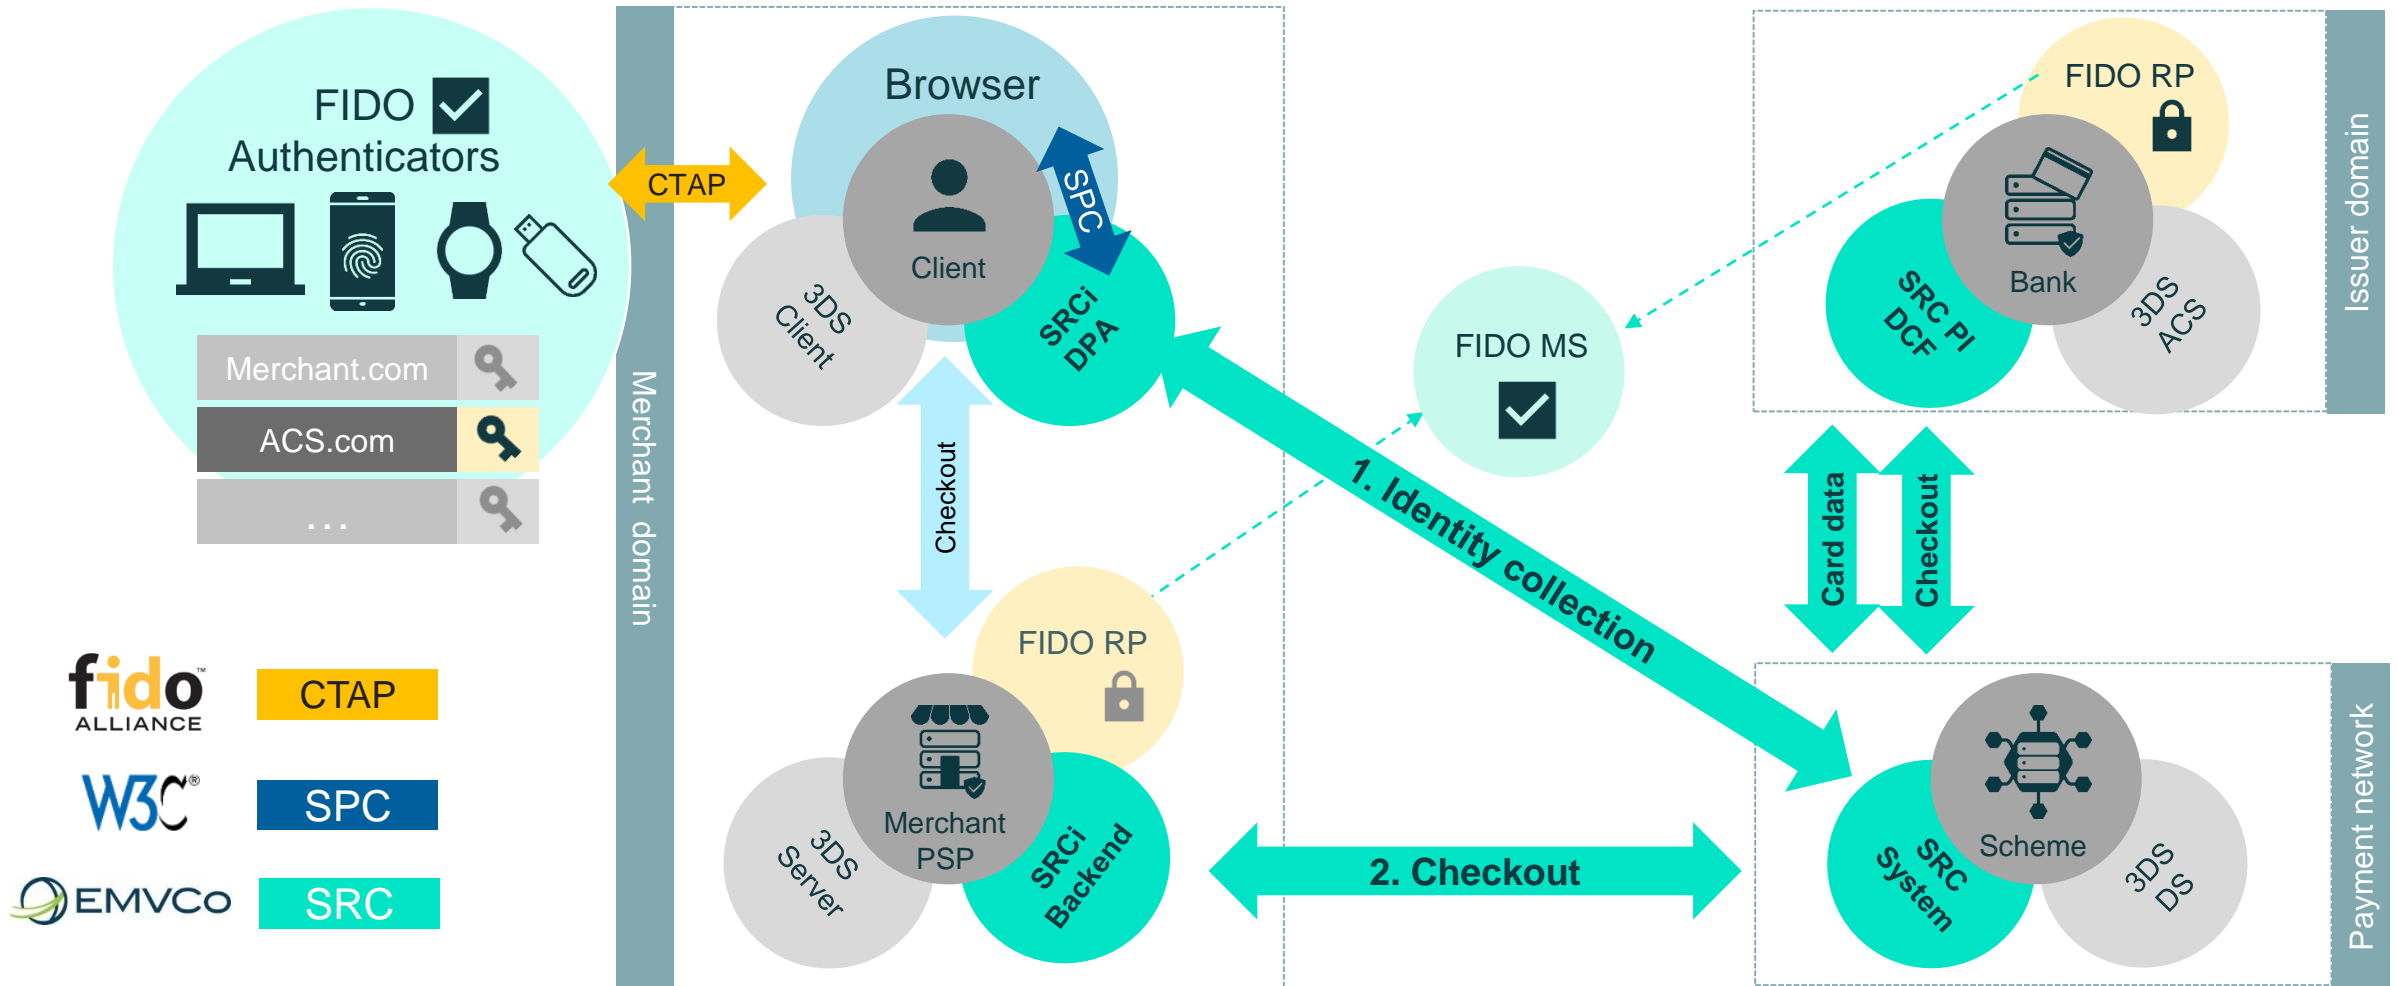 FIDO
Authenticators
Merchant.com
ACS.com
...
fido™
ALLIANCE
CTAP
W3C®
SPC
EMVCo
SRC
Merchant domain
CTAP
Browser
SPC
Client
3DS
Client
SRCi
DPA
Checkout
FIDO RP
Merchant
PSP
3DS
Server
SRCi
Backend
FIDO MS
1. Identity collection
2. Checkout
FIDO RP
Bank
SRC PI
DCF
3DS
ACS
Issuer domain
Card data
Checkout
Scheme
SRC
System
3DS
DS
Payment network